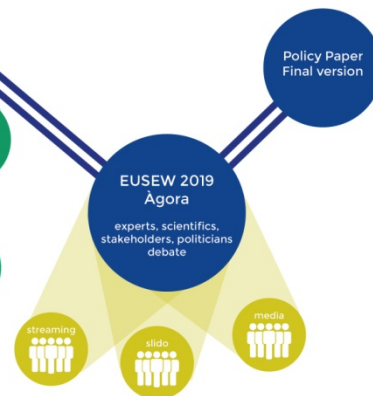 Policy Paper
Final version
EUSEW 2019
Àgora
experts, scientifics,
stakeholders, politicians
debate
streaming
slido
media